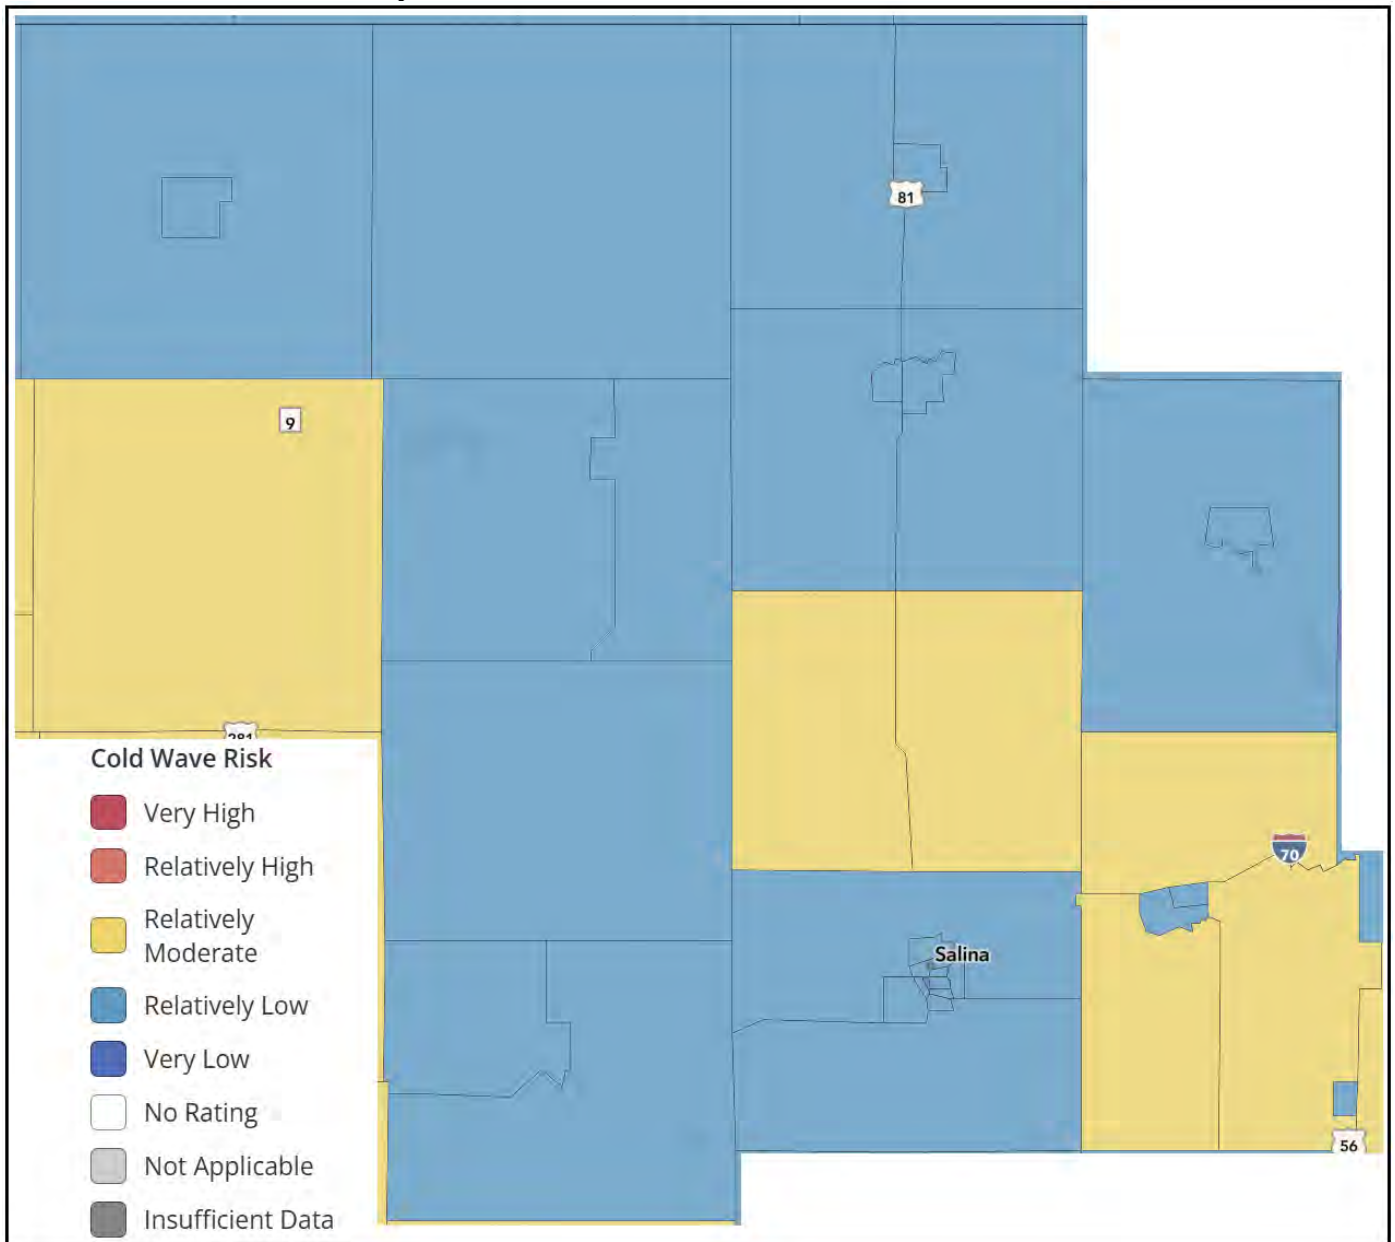 81
9
281
Cold Wave Risk
Very High
Relatively High
Relatively
Moderate
Relatively Low
Very Low
No Rating
Not Applicable
Insufficient Data
70
Salina
56